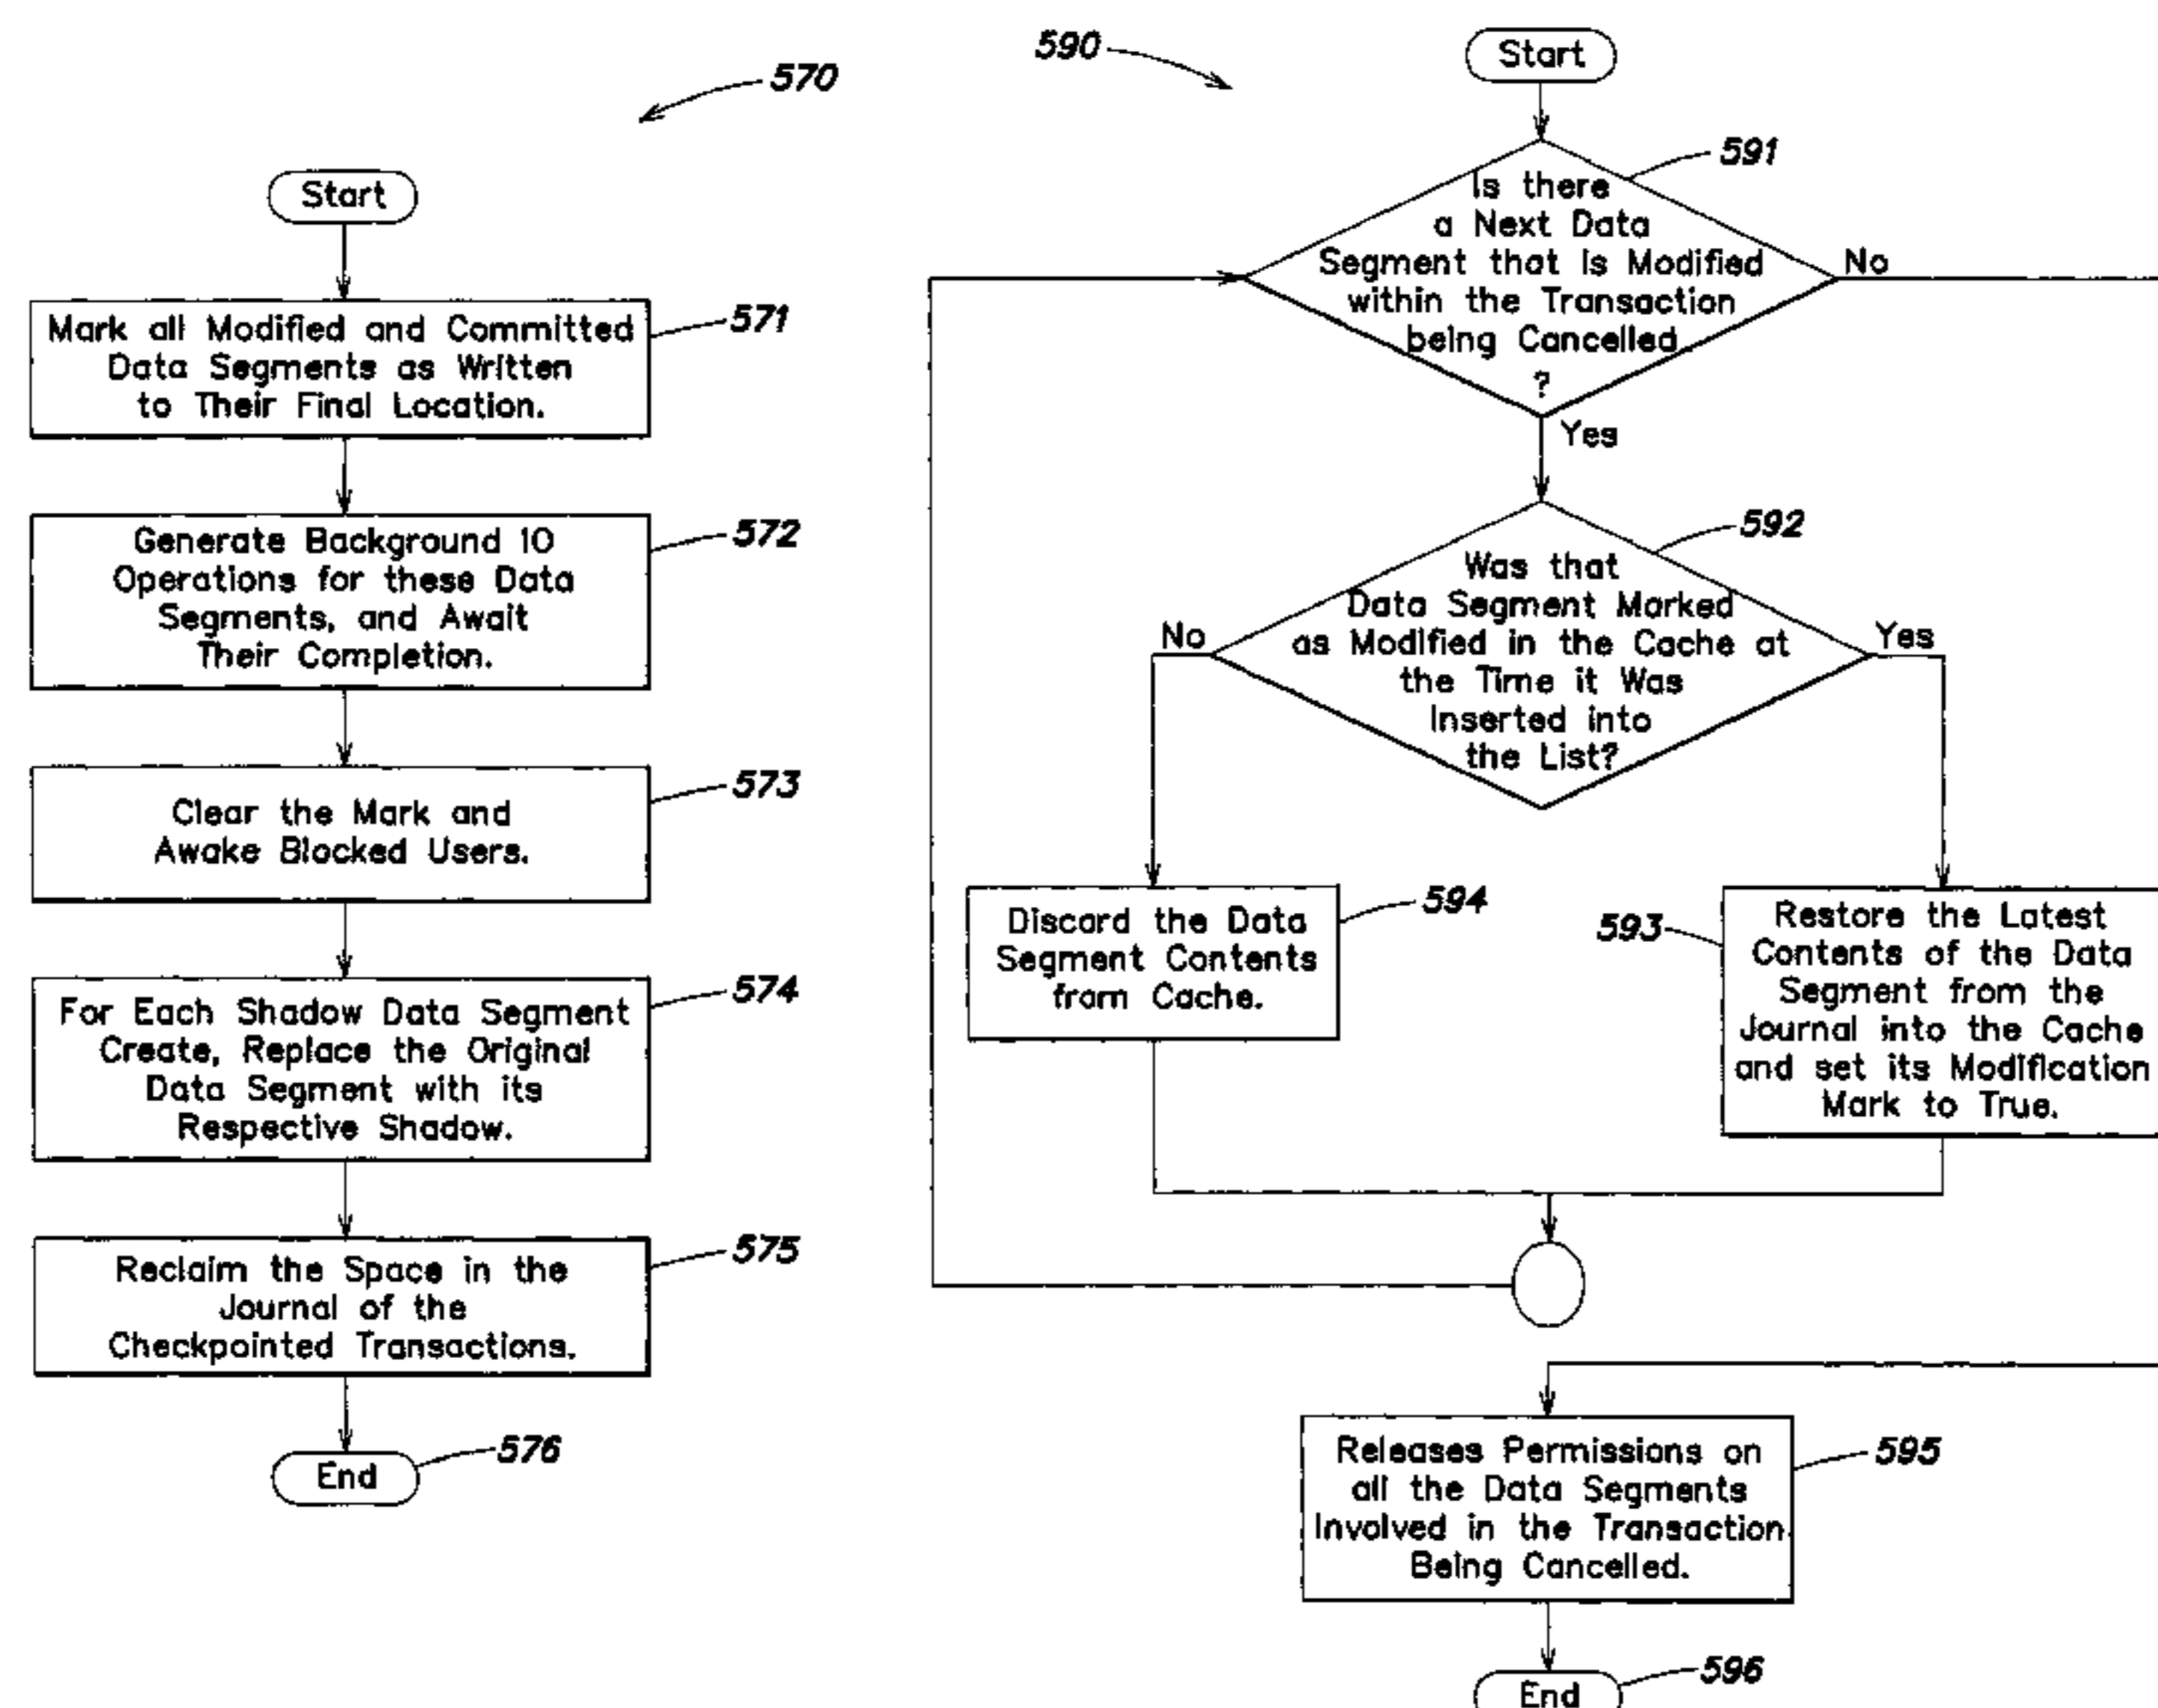 570
Start
Mark all Modified and Committed
Data Segments as Written
to Their Final Location.
571
Generate Background IO
Operations for these Data
Segments, and Await
Their Completion.
572
Clear the Mark and
Awake Blocked Users.
573
For Each Shadow Data Segment
Create, Replace the Original
Data Segment with its
Respective Shadow.
574
Reclaim the Space in the
Journal of the
Checkpointed Transactions.
575
End
576
590
Start
Is there
a Next Data
Segment that is Modified
within the Transaction
being Cancelled
?
591
No
Yes
Was that
Data Segment Marked
as Modified in the Cache at
the Time it Was
Inserted into
the List?
592
No
Yes
Discard the Data
Segment Contents
from Cache.
594
593
Restore the Latest
Contents of the Data
Segment from the
Journal into the Cache
and set its Modification
Mark to True.
Releases Permissions on
all the Data Segments
Involved in the Transaction
Being Cancelled.
595
End
596